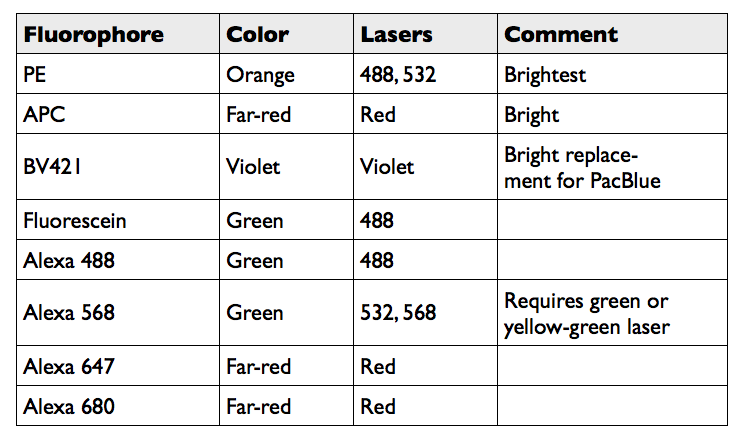 Fluorophore Color Lasers Comment
PE Orange 488, 532 Brightest
APC Far-red Red Bright
BV421 Violet Violet Bright replace-
ment for PacBlue
Fluorescein Green 488
Alexa 488 Green 488
Alexa 568 Green 532, 568 Requires green or
yellow-green laser
Alexa 647 Far-red Red
Alexa 680 Far-red Red